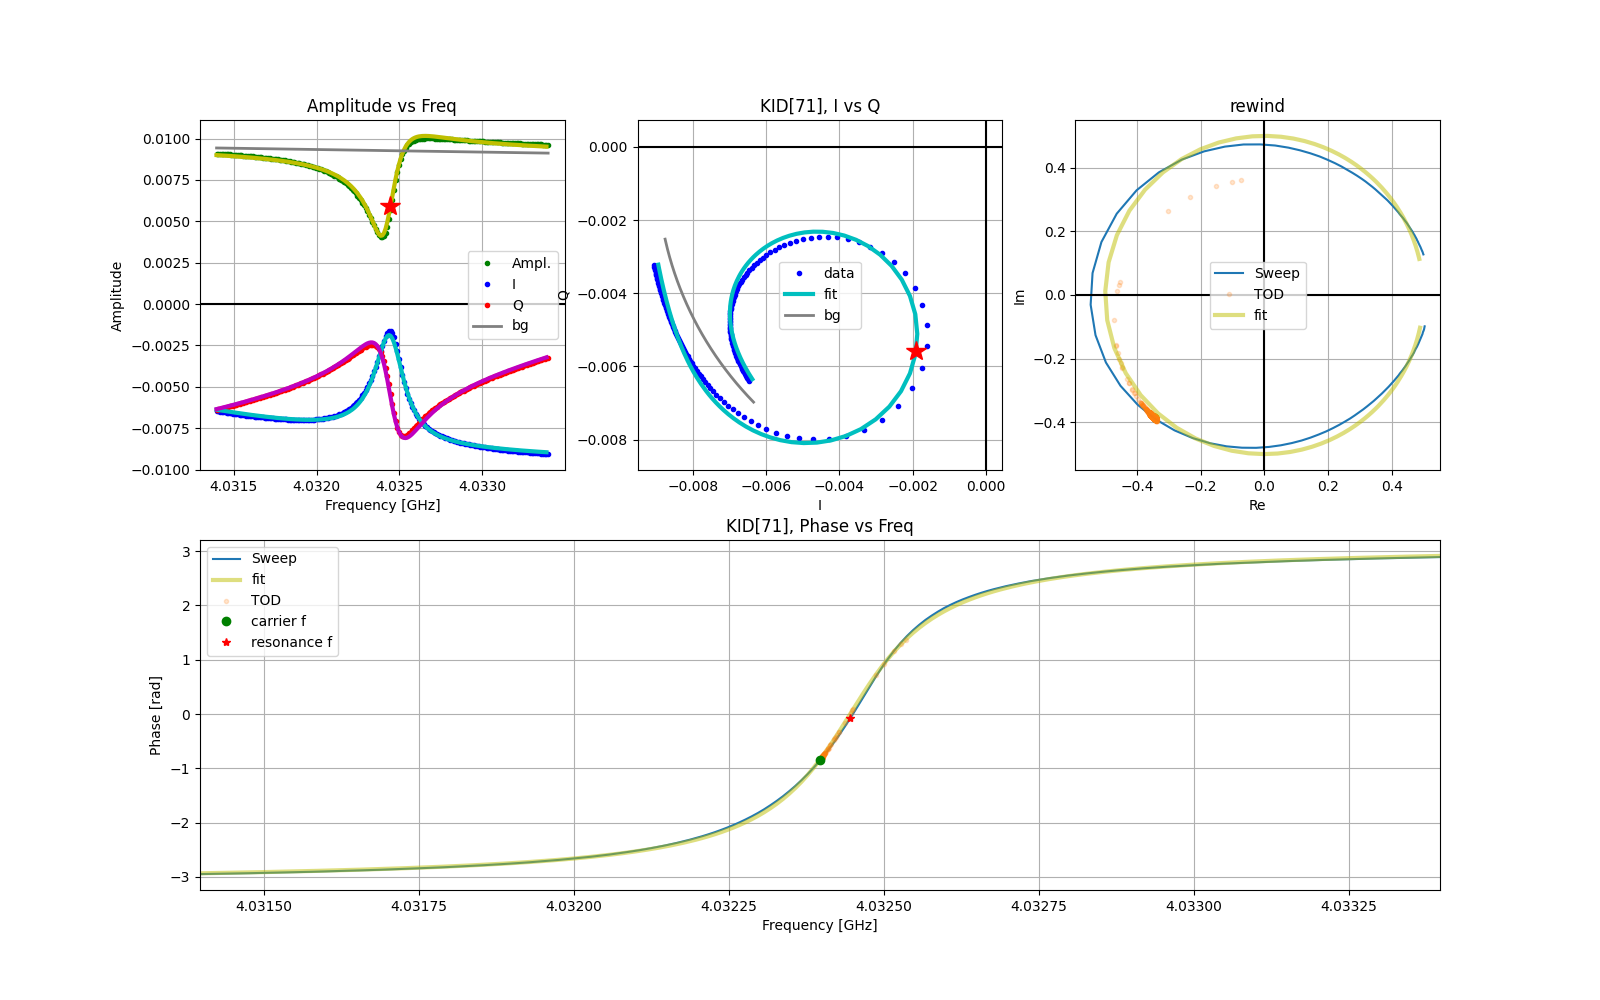 Amplitude vs Freq
KID[71], I vs Q
rewind
0.0100
0.0075
0.0050
0.0025
0.0000
−0.0025
−0.0050
−0.0075
−0.0100
Amplitude
4.0315 4.0320 4.0325 4.0330
Frequency [GHz]
Ampl.
I
Q
bg
0.000
−0.002
−0.004
−0.006
−0.008
Q
−0.008 −0.006 −0.004 −0.002 0.000
I
data
fit
bg
0.4
0.2
0.0
−0.2
−0.4
Im
−0.4 −0.2 0.0 0.2 0.4
Re
Sweep
TOD
fit
KID[71], Phase vs Freq
3
2
1
0
−1
−2
−3
Phase [rad]
Sweep
fit
TOD
carrier f
resonance f
4.03150 4.03175 4.03200 4.03225 4.03250 4.03275 4.03300 4.03325
Frequency [GHz]